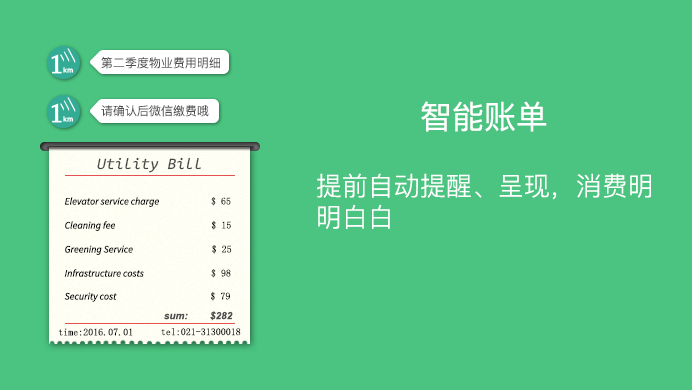 1km
第二季度物业费用明细
1km
请确认后微信缴费哦
Utility Bill
Elevator service charge $ 65
Cleaning fee $ 15
Greening Service $ 25
Infrastructure costs $ 98
Security cost $ 79
sum: $282
time:2016.07.01 tel:021-31300018
智能账单
提前自动提醒、呈现，消费明
明白白